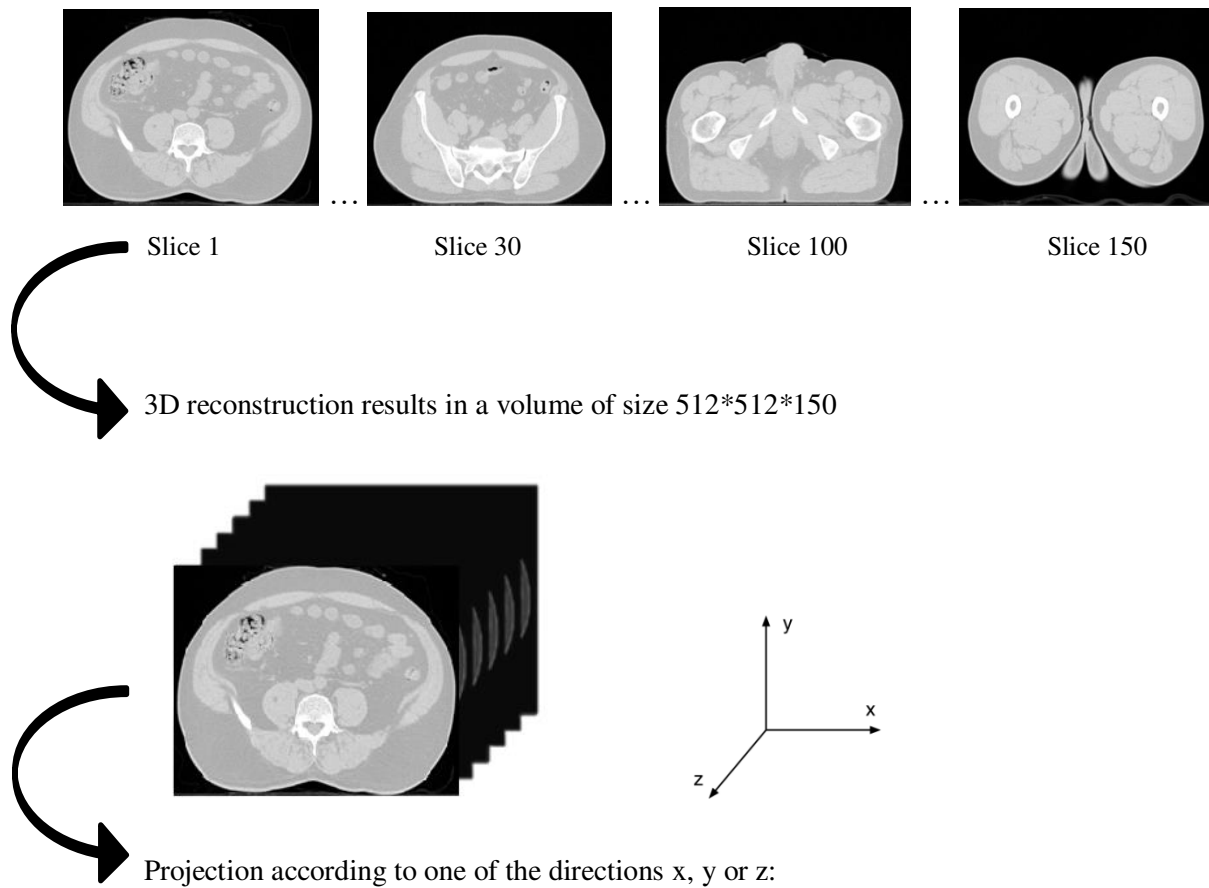 ... ... ...
Slice 1 Slice 30 Slice 100 Slice 150
3D reconstruction results in a volume of size 512*512*150
y
x
z
Projection according to one of the directions x, y or z: